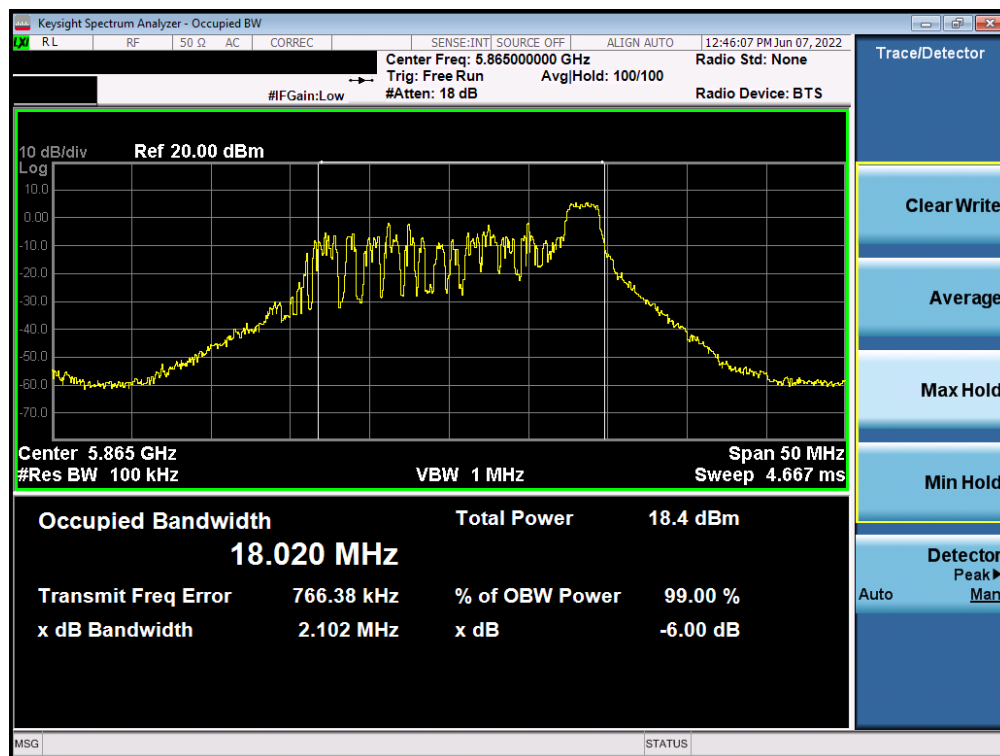 Keysight Spectrum Analyzer - Occupied BW
LXI RL RF 50 Ω AC CORREC SENSE:INT SOURCE OFF ALIGN AUTO 12:46:07 PM Jun 07, 2022
Center Freq: 5.865000000 GHz Radio Std: None
Trig: Free Run Avg|Hold: 100/100
#IFGain:Low #Atten: 18 dB Radio Device: BTS
Trace/Detector
10 dB/div Ref 20.00 dBm
Log
10.0
0.00
-10.0
-20.0
-30.0
-40.0
-50.0
-60.0
-70.0
Center 5.865 GHz Span 50 MHz
#Res BW 100 kHz VBW 1 MHz Sweep 4.667 ms
Occupied Bandwidth Total Power 18.4 dBm
18.020 MHz
Transmit Freq Error 766.38 kHz % of OBW Power 99.00 %
x dB Bandwidth 2.102 MHz x dB -6.00 dB
Clear Write
Average
Max Hold
Min Hold
Detector
Peak▶
Auto Man
MSG STATUS